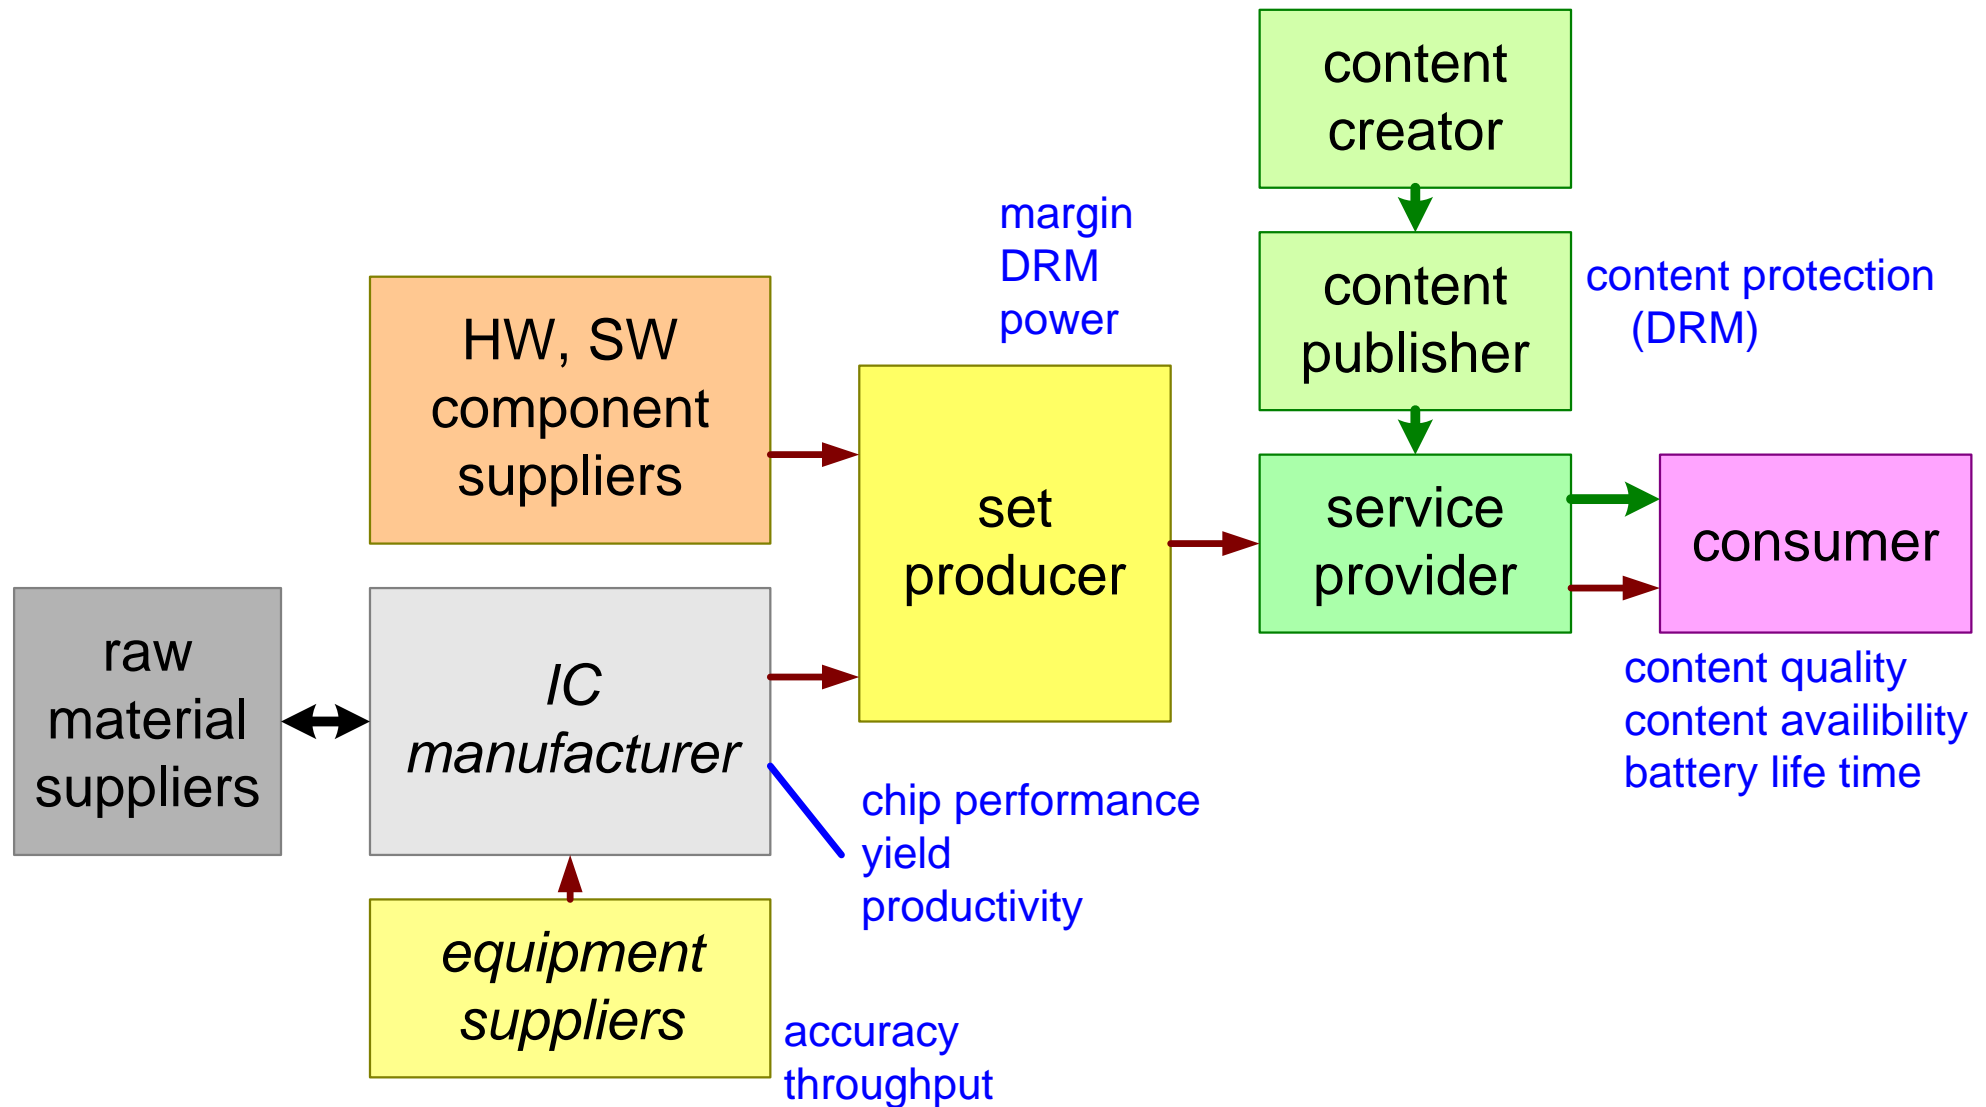 content
creator
margin
DRM
power
content
publisher
content protection
(DRM)
HW, SW
component
suppliers
set
producer
service
provider
consumer
raw
material
suppliers
IC
manufacturer
content quality
content availibility
battery life time
chip performance
yield
productivity
equipment
suppliers
accuracy
throughput